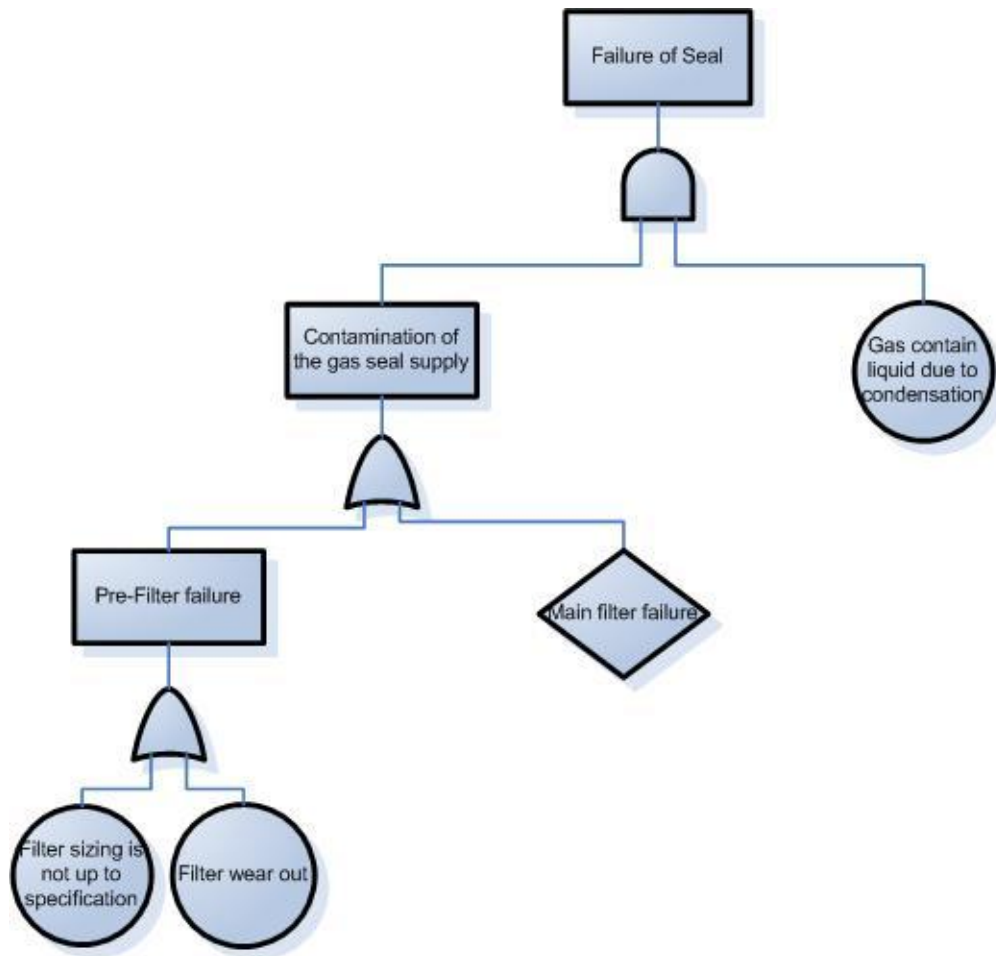 Failure of Seal
Contamination of
the gas seal supply
Gas contain
liquid due to
condensation
Pre-Filter failure
Main filter failure
Filter sizing is
not up to
specification
Filter wear out